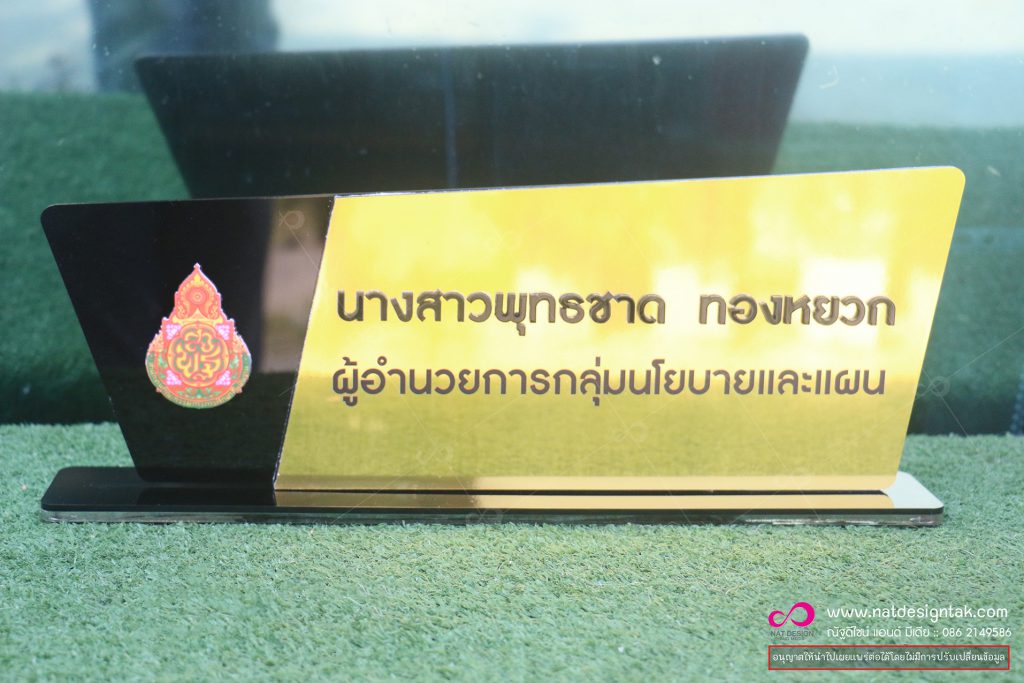 นางสาวพุทธชาด ทองหยวก
ผู้อำนวยการกลุ่มนโยบายและแผน
NAT DESIGN
www.natdesigntak.com
ณัฐดีไซน์ แอนด์ มีเดีย :: 086 2149586
อนุญาตให้นำไปเผยแพร่ต่อได้โดยไม่มีการปรับเปลี่ยนข้อมูล